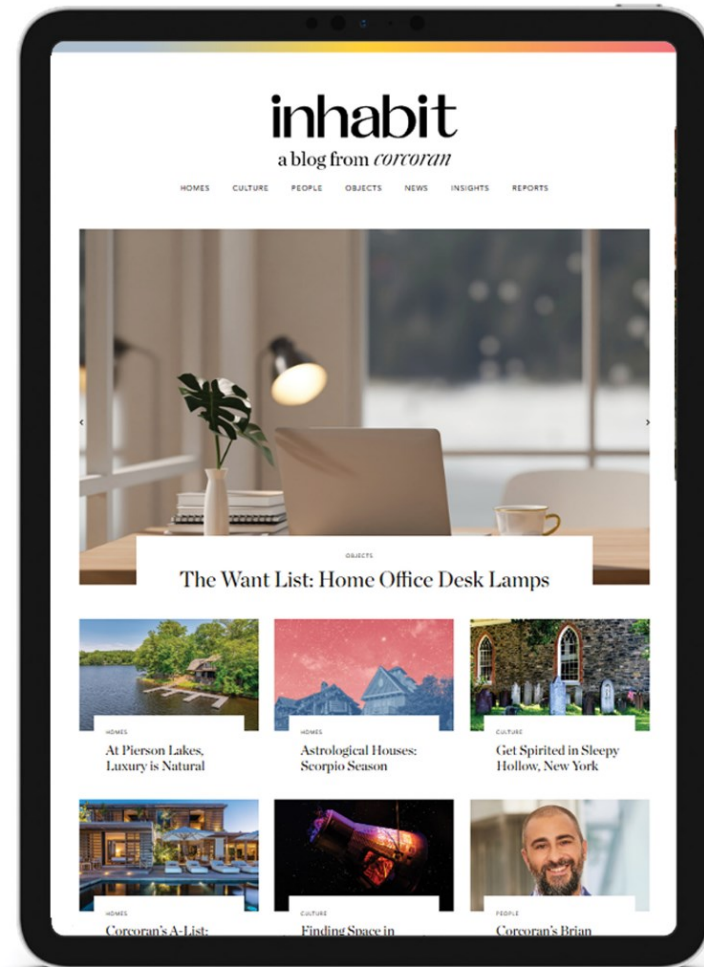 inhabit
a blog from corcoran
HOMES CULTURE PEOPLE OBJECTS NEWS INSIGHTS REPORTS
OBJECTS
The Want List: Home Office Desk Lamps
HOMES
At Pierson Lakes,
Luxury is Natural
HOMES
Astrological Houses:
Scorpio Season
CULTURE
Get Spirited in Sleepy
Hollow, New York
HOMES
Corcoran's A-List:
CULTURE
Finding Space in
PEOPLE
Corcoran's Brian